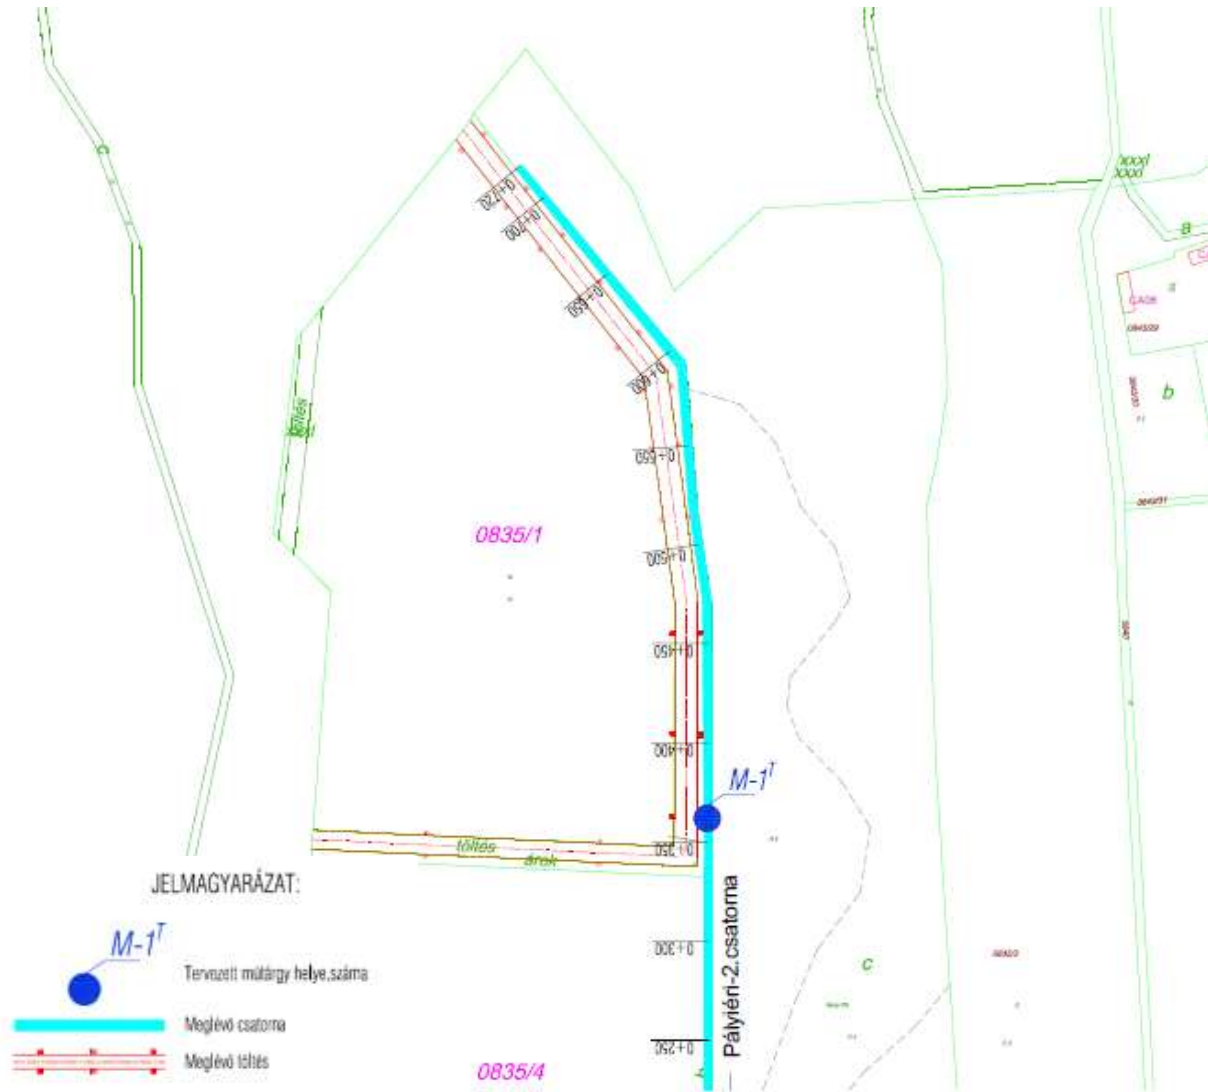 C
xxxxl
xxxxl
a
0+720
0+700
0+650
0+600
töltés
b
0+550
0835/1
0+500
0+450
0+400
M-1ᵀ
0+350
töltés
árok
JELMAGYARÁZAT:
M-1ᵀ
Tervezett műtárgy helye,száma
Meglévő csatorna
Meglévő töltés
0+300
Pályiéri-2.csatorna
c
0+250
0835/4